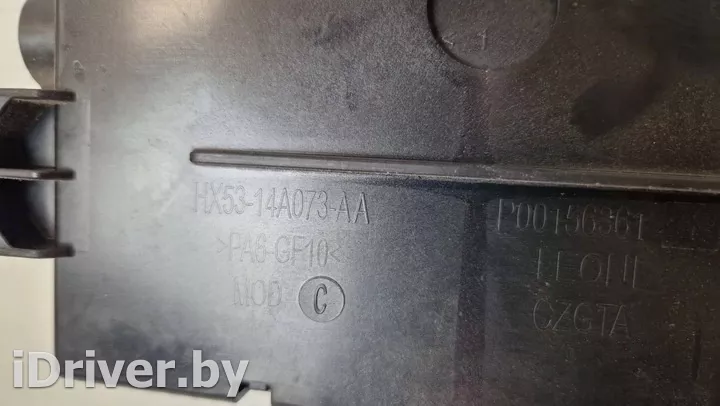 HX53-14A073-AA
>PA6-GF10<
MOD C
P00156361
LEONI
CZGTA
iDriver.by